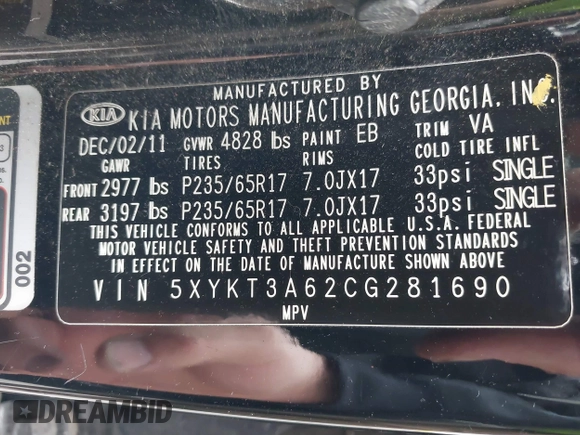 MANUFACTURED BY
KIA KIA MOTORS MANUFACTURING GEORGIA, INC.
DEC/02/11 GVWR 4828 lbs PAINT EB TRIM VA
GAWR TIRES RIMS COLD TIRE INFL
FRONT 2977 lbs P235/65R17 7.0JX17 33psi SINGLE
REAR 3197 lbs P235/65R17 7.0JX17 33psi SINGLE
THIS VEHICLE CONFORMS TO ALL APPLICABLE U.S.A. FEDERAL
MOTOR VEHICLE SAFETY AND THEFT PREVENTION STANDARDS
IN EFFECT ON THE DATE OF MANUFACTURE SHOWN ABOVE.
VIN 5XYKT3A62CG281690
MPV
002
DREAMBID